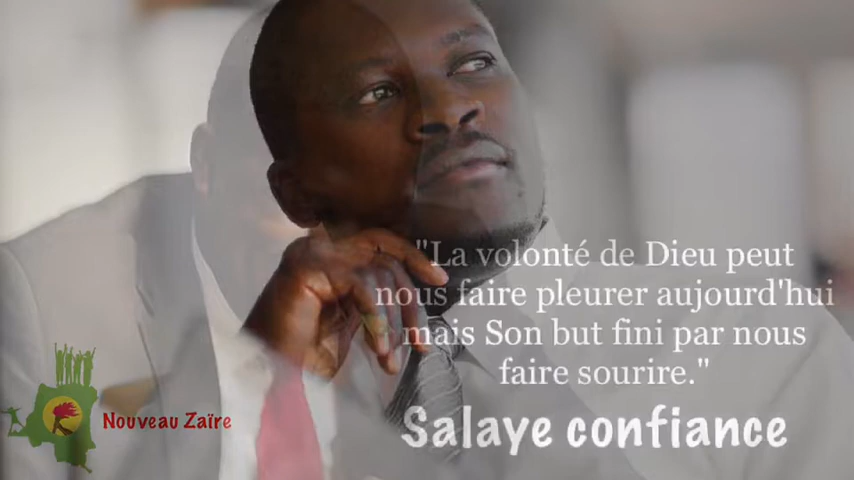 "La volonté de Dieu peut
nous faire pleurer aujourd'hui
mais Son but fini par nous
faire sourire."
Salaye confiance
Nouveau Zaïre